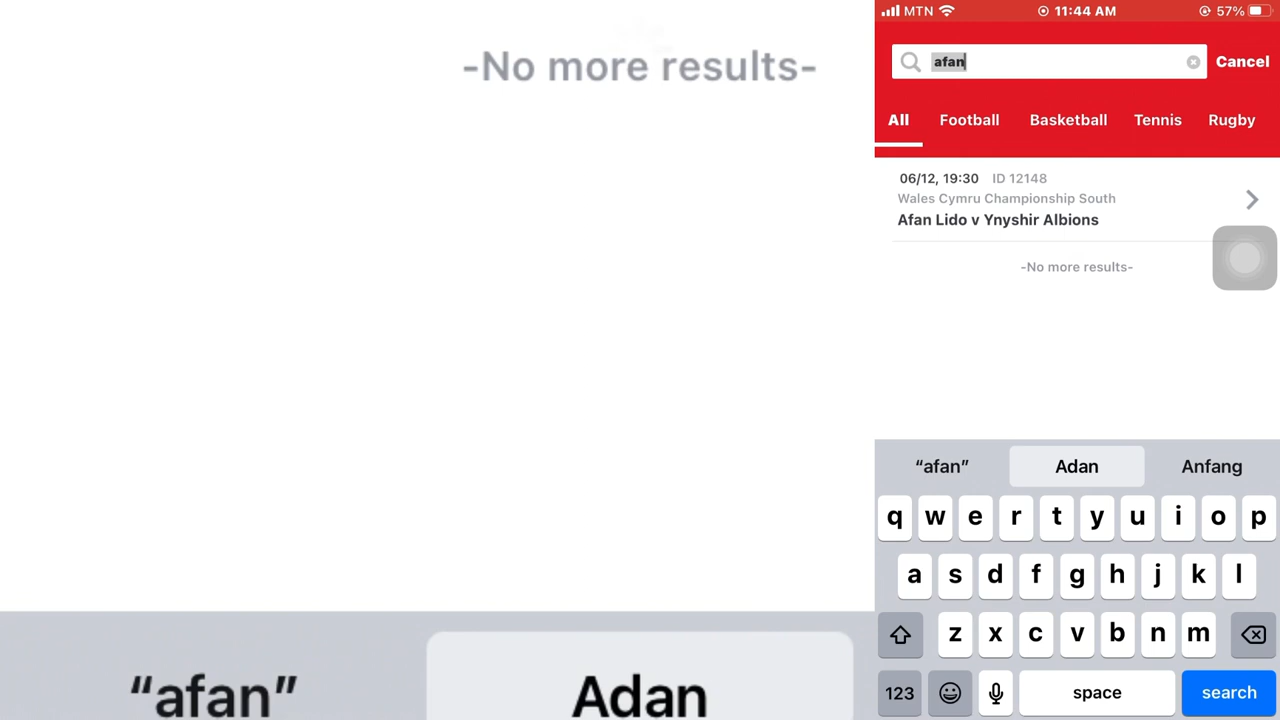 -No more results-
“afan”
Adan
MTN
11:44 AM
57%
afan
Cancel
All
Football
Basketball
Tennis
Rugby
06/12, 19:30 ID 12148
Wales Cymru Championship South
Afan Lido v Ynyshir Albions
-No more results-
“afan”
Adan
Anfang
q w e r t y u i o p
a s d f g h j k l
z x c v b n m
123
space
search